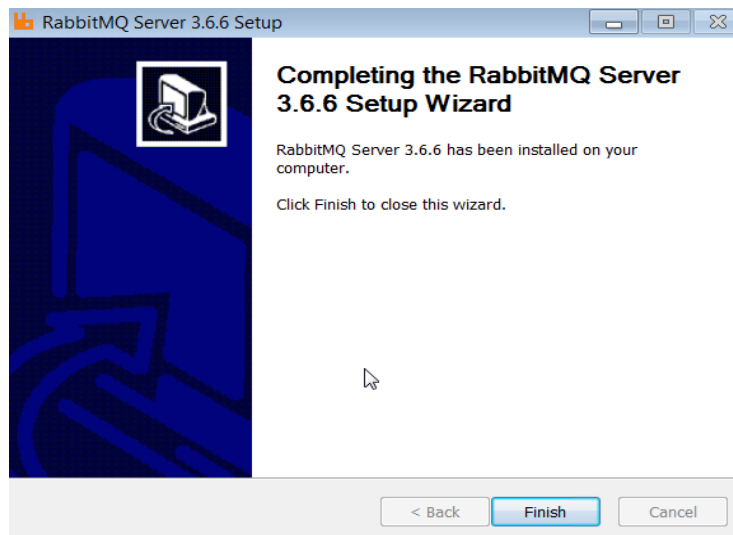 RabbitMQ Server 3.6.6 Setup
Completing the RabbitMQ Server
3.6.6 Setup Wizard
RabbitMQ Server 3.6.6 has been installed on your
computer.
Click Finish to close this wizard.
< Back
Finish
Cancel